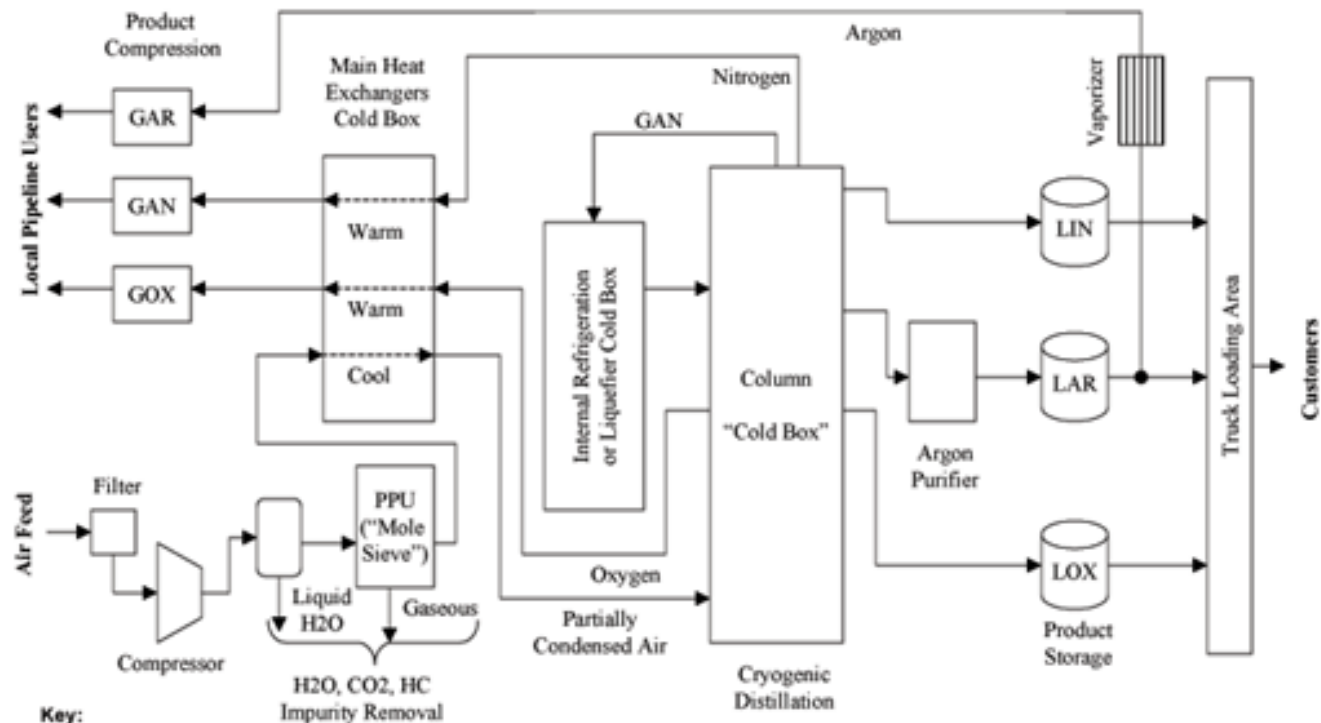 Product
Compression
Argon
Main Heat
Exchangers
Cold Box
Nitrogen
Vaporizer
GAR
GAN
Local Pipeline Users
GAN
Warm
LIN
GOX
Warm
Internal Refrigeration
or Liquefier Cold Box
Cool
Column
"Cold Box"
LAR
Truck Loading Area
Customers
Argon
Purifier
Filter
Air Feed
PPU
("Mole
Sieve")
Oxygen
LOX
Liquid
H2O
Gaseous
Partially
Condensed Air
Product
Storage
Compressor
H2O, CO2, HC
Impurity Removal
Cryogenic
Distillation
Key: